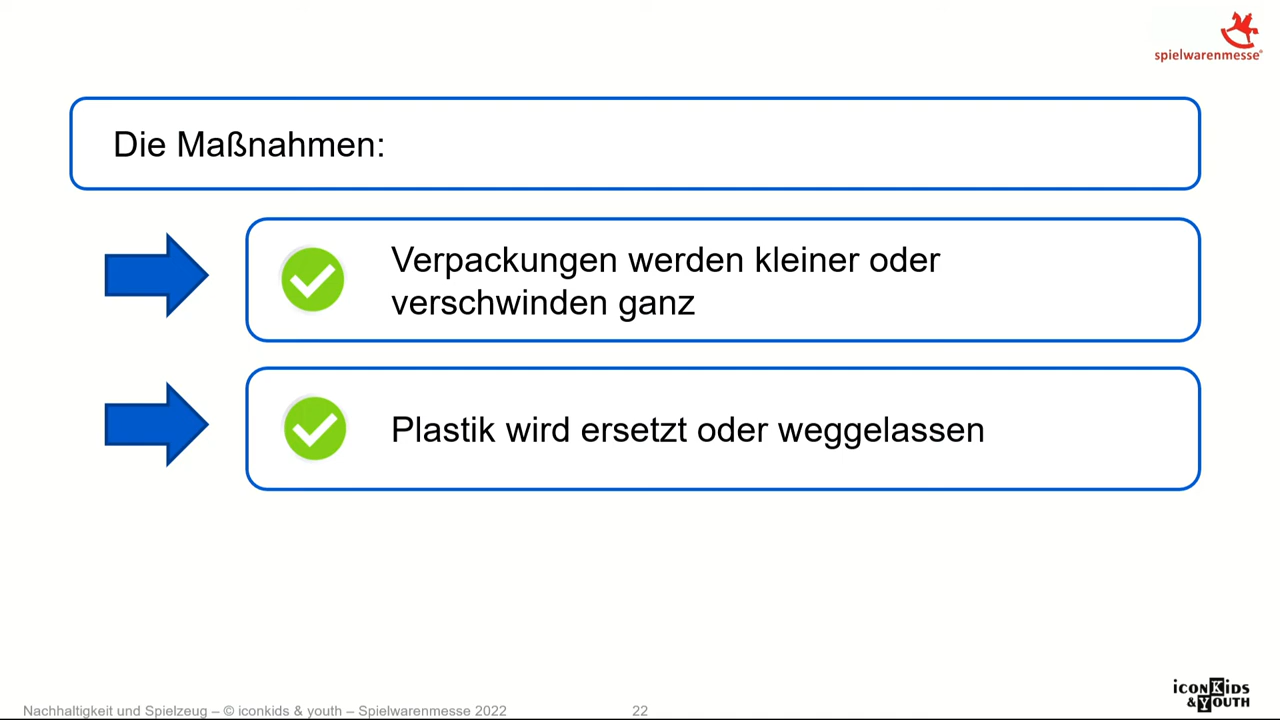 spielwarenmesse®
Die Maßnahmen:
Verpackungen werden kleiner oder
verschwinden ganz
Plastik wird ersetzt oder weggelassen
iconKids
& YOUTH
Nachhaltigkeit und Spielzeug – © iconkids & youth – Spielwarenmesse 2022
22